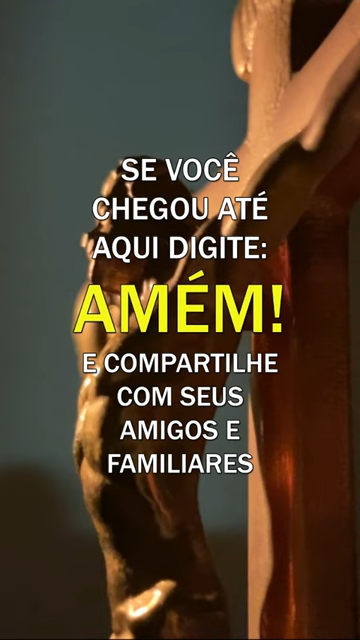 SE VOCÊ
CHEGOU ATÉ
AQUI DIGITE:
AMÉM!
E COMPARTILHE
COM SEUS
AMIGOS E
FAMILIARES